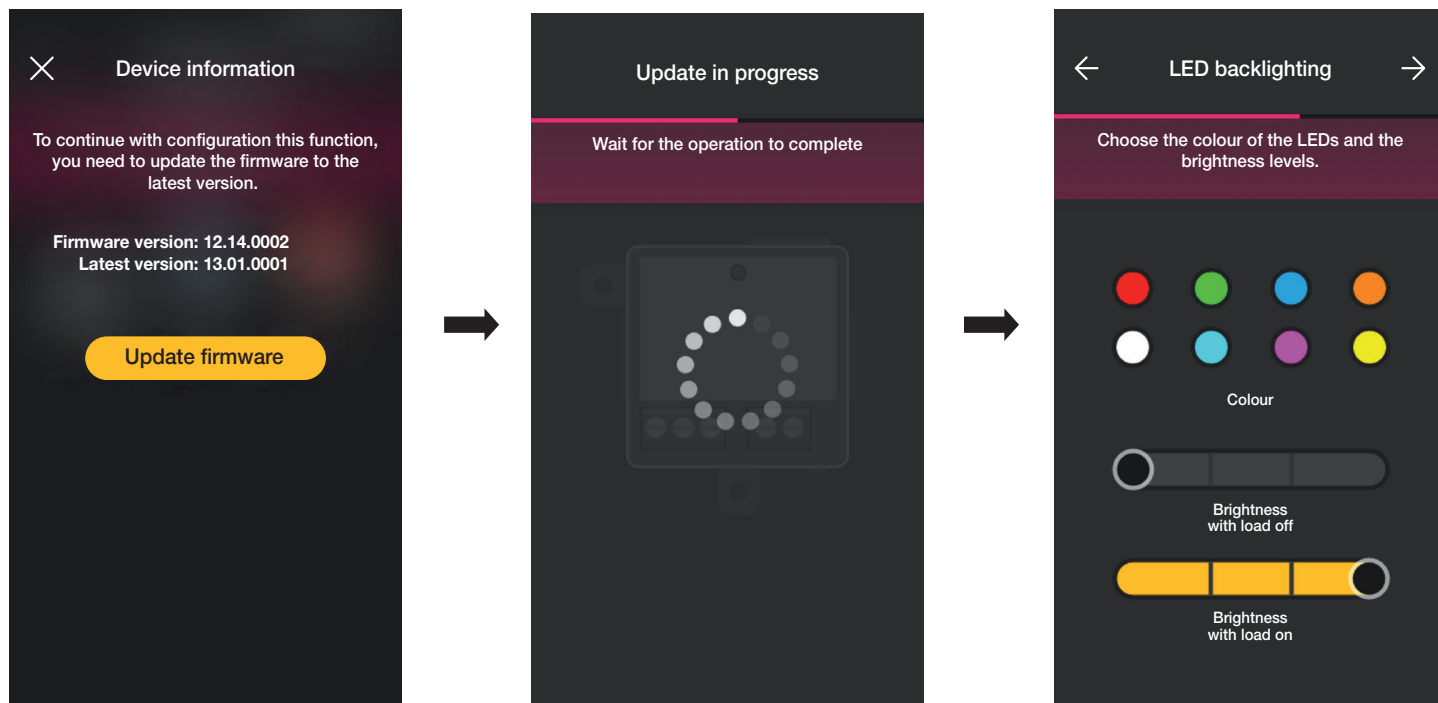 Device information
To continue with configuration this function,
you need to update the firmware to the
latest version.
Firmware version: 12.14.0002
Latest version: 13.01.0001
Update firmware
Update in progress
Wait for the operation to complete
LED backlighting
Choose the colour of the LEDs and the
brightness levels.
Colour
Brightness
with load off
Brightness
with load on